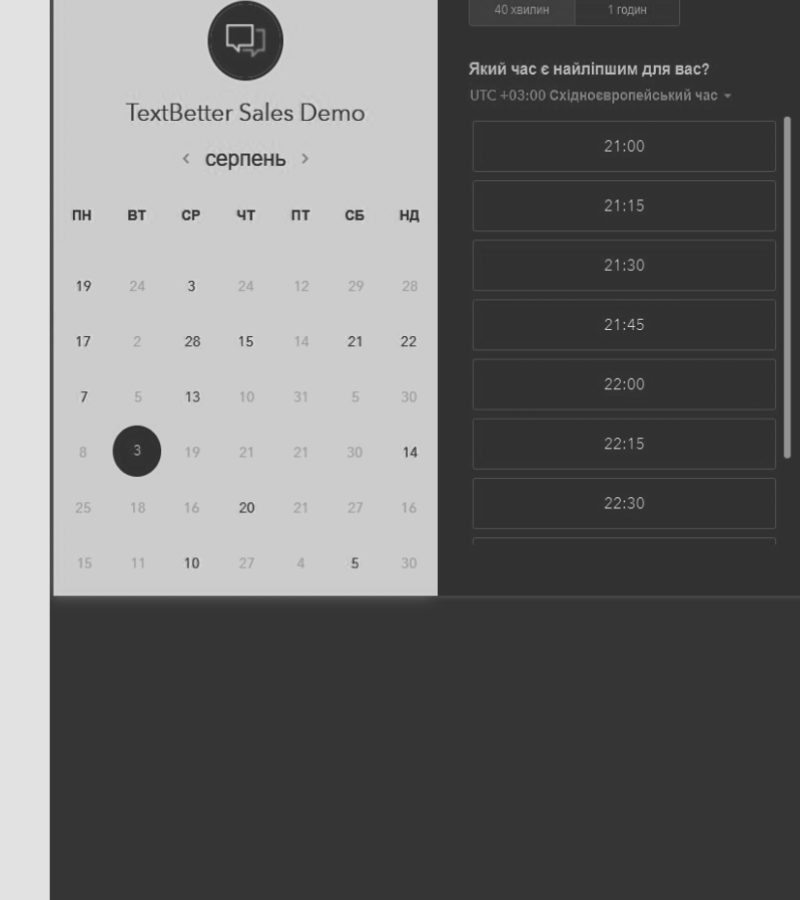 TextBetter Sales Demo
серпень
ПН ВТ СР ЧТ ПТ СБ НД
19 24 3 24 12 29 28
17 2 28 15 14 21 22
7 5 13 10 31 5 30
8 3 19 21 21 30 14
25 18 16 20 21 27 16
15 11 10 27 4 5 30
40 хвилин
1 годин
Який час є найліпшим для вас?
UTC +03:00 Східноєвропейський час
21:00
21:15
21:30
21:45
22:00
22:15
22:30